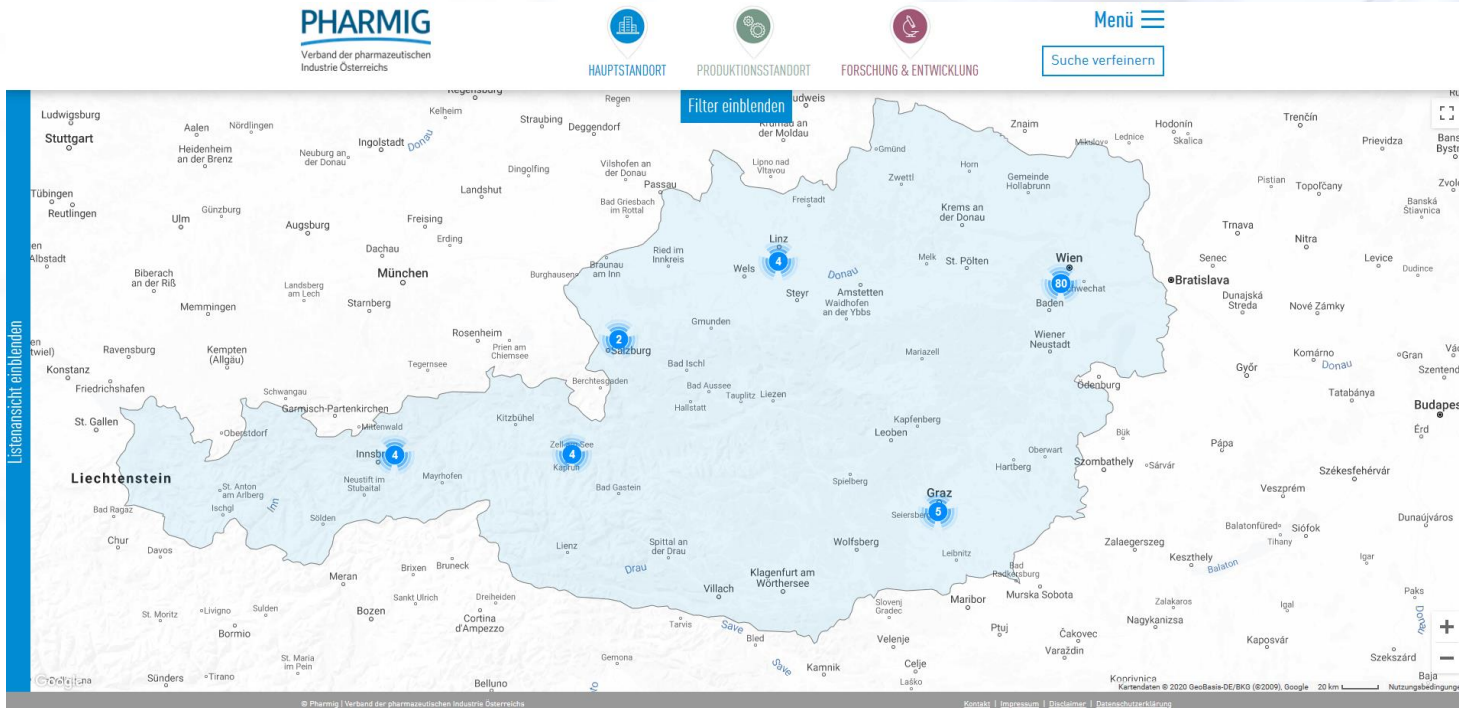 PHARMIG
Verband der pharmazeutischen
Industrie Österreichs
HAUPTSTANDORT
PRODUKTIONSSTANDORT
FORSCHUNG & ENTWICKLUNG
Menü
Suche verfeinern
Filter einblenden
Listenansicht einblenden
Ludwigsburg
Stuttgart
Aalen
Nördlingen
Heidenheim
an der Brenz
Neuburg an
der Donau
Ingolstadt
Donau
Kelheim
Regensburg
Straubing
Regen
Deggendorf
Krumau an
der Moldau
Znaim
Mikulov
Lednice
Hodonín
Skalica
Trenčín
Prievidza
Tübingen
Reutlingen
Ulm
Günzburg
Augsburg
Freising
Erding
Landshut
Dingolfing
Vilshofen an
der Donau
Passau
Bad Griesbach
im Rottal
Lipno nad
Vltavou
Gmünd
Zwettl
Horn
Gemeinde
Hollabrunn
Pistian
Topoľčany
Banská
Štiavnica
Freistadt
Krems an
der Donau
Trnava
Nitra
Albstadt
Biberach
an der Riß
Dachau
München
Landsberg
am Lech
Starnberg
Memmingen
Burghausen
Braunau
am Inn
Ried im
Innkreis
Linz
4
Wels
Steyr
Donau
Amstetten
Waidhofen
an der Ybbs
Melk
St. Pölten
Wien
80
Baden
Bratislava
Senec
Dunajská
Streda
Nové Zámky
Levice
Dudince
Ravensburg
Kempten
(Allgäu)
Konstanz
Friedrichshafen
Rosenheim
Prien am
Chiemsee
Tegernsee
2
Salzburg
Berchtesgaden
Gmunden
Bad Ischl
Bad Aussee
Tauplitz
Liezen
Hallstatt
Mariazell
Wiener
Neustadt
Ödenburg
Győr
Komárno
Donau
Gran
Tatabánya
St. Gallen
Schwangau
Garmisch-Partenkirchen
Mittenwald
Oberstdorf
Kitzbühel
Kapfenberg
Leoben
Bük
Pápa
Érd
Liechtenstein
4
Neustift im
Stubaital
Mayrhofen
Zell am See
4
Kaprun
Bad Gastein
Spielberg
Hartberg
Oberwart
Szombathely
Sárvár
Székesfehérvár
Veszprém
St. Anton
am Arlberg
Ischgl
Inn
Sölden
Bad Ragaz
Chur
Davos
Graz
5
Wolfsberg
Leibnitz
Balatonfüred
Siófok
Tihany
Dunaújváros
Lienz
Spittal an
der Drau
Drau
Villach
Klagenfurt am
Wörthersee
Bad
Radkersburg
Murska Sobota
Zalaegerszeg
Keszthely
Balaton
Igar
Meran
Brixen
Bruneck
Sankt Ulrich
Dreiheiden
Cortina
d'Ampezzo
Bozen
St. Moritz
Livigno
Sulden
Bormio
Tarvis
Save
Bled
Slovenj
Gradec
Velenje
Maribor
Ptuj
Čakovec
Varaždin
Nagykanizsa
Zalakaros
Igal
Kaposvár
Paks
Donau
Szekszárd
Baja
St. Maria
im Pein
Sünders
Tirano
Belluno
Gemona
Save
Kamnik
Celje
Laško
Koprivnica
Google
Kartendaten © 2020 GeoBasis-DE/BKG (©2009), Google
20 km
© Pharmig | Verband der pharmazeutischen Industrie Österreichs
Kontakt | Impressum | Disclaimer | Datenschutzerklärung